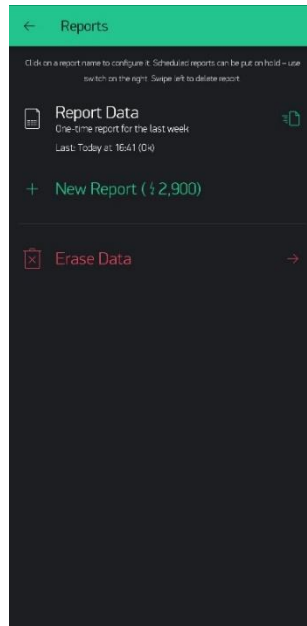 Reports
Click on a report name to configure it. Scheduled reports can be put on hold – use
switch on the right. Swipe left to delete report
Report Data
One-time report for the last week
Last: Today at 16:41 (Ok)
New Report (⚡2,900)
Erase Data